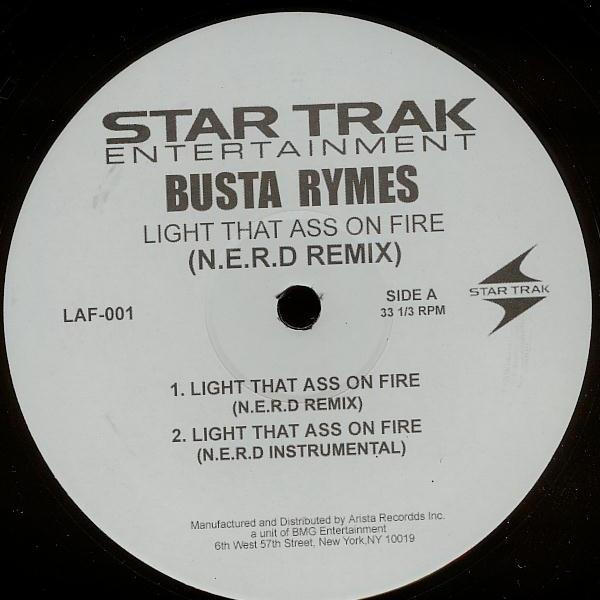 STAR TRAK
ENTERTAINMENT
BUSTA RYMES
LIGHT THAT ASS ON FIRE
(N.E.R.D REMIX)
LAF-001
SIDE A
33 1/3 RPM
STAR TRAK
1. LIGHT THAT ASS ON FIRE
(N.E.R.D REMIX)
2. LIGHT THAT ASS ON FIRE
(N.E.R.D INSTRUMENTAL)
Manufactured and Distributed by Arista Recordds Inc.
a unit of BMG Entertainment
6th West 57th Street, New York,NY 10019